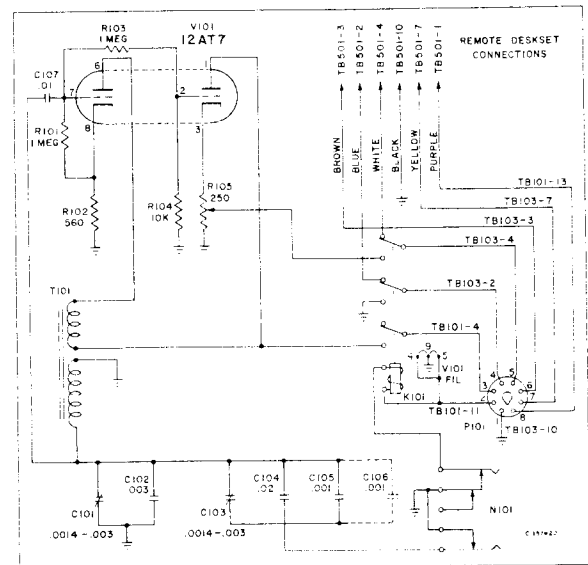 R103
1 MEG
V101
12AT7
C107
.01
6
7
8
1
2
3
R101
1 MEG
R102
560
R104
10K
R105
250
T101
TB501-3
TB501-2
TB501-4
TB501-10
TB501-7
TB501-1
REMOTE DESKSET
CONNECTIONS
BROWN
BLUE
WHITE
BLACK
YELLOW
PURPLE
TB101-13
TB103-7
TB103-3
TB103-4
TB103-2
TB101-4
4
9
5
V101
FIL
K101
TB101-11
4
5
3
6
2
7
1
8
P101
TB103-10
C101
.0014-.003
C102
.003
C103
.0014-.003
C104
.02
C105
.001
C106
.001
N101